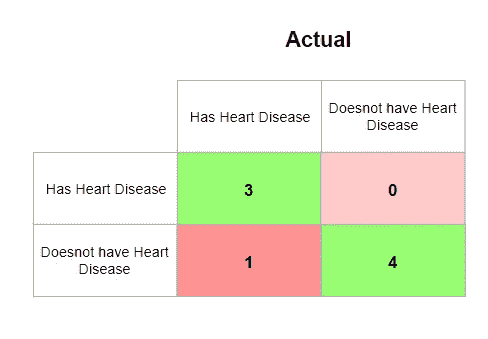 Actual
Has Heart Disease
Doesnot have Heart
Disease
Has Heart Disease
3
0
Doesnot have Heart
Disease
1
4